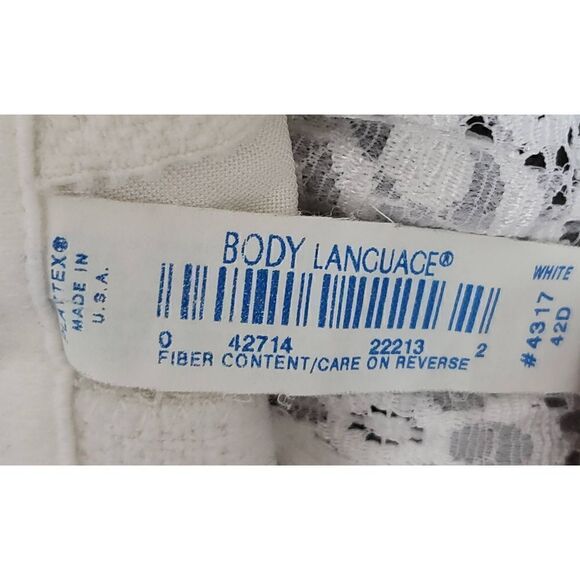 BODY LANGUAGE®
0 42714 22213 2
FIBER CONTENT/CARE ON REVERSE
MADE IN
U.S.A.
WHITE
#4317
42D